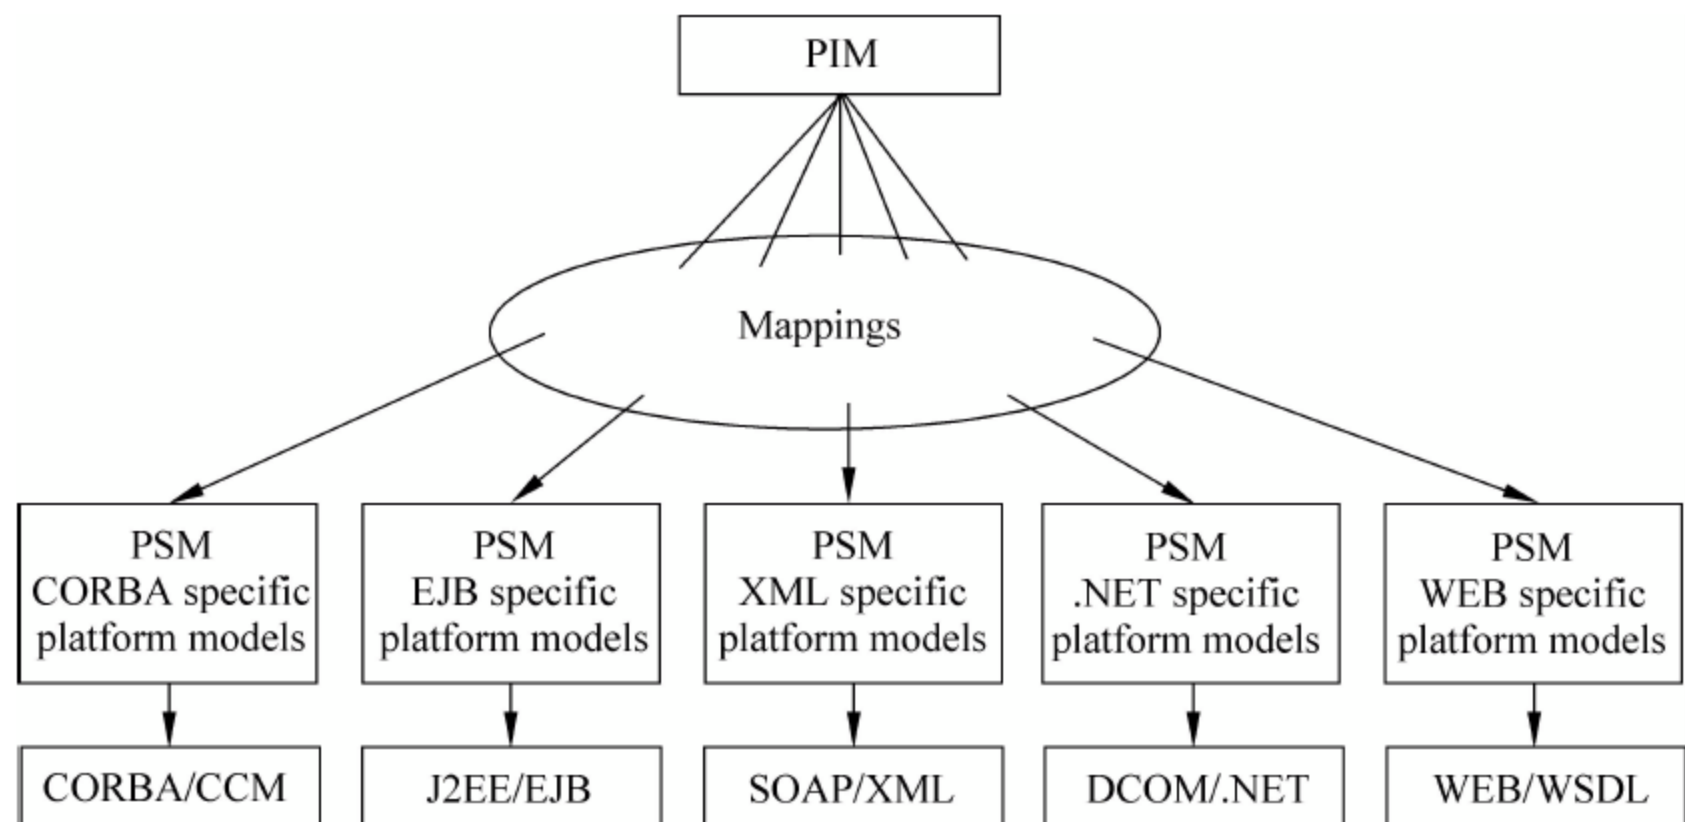 PIM
Mappings
PSM
CORBA specific
platform models
PSM
EJB specific
platform models
PSM
XML specific
platform models
PSM
.NET specific
platform models
PSM
WEB specific
platform models
CORBA/CCM
J2EE/EJB
SOAP/XML
DCOM/.NET
WEB/WSDL